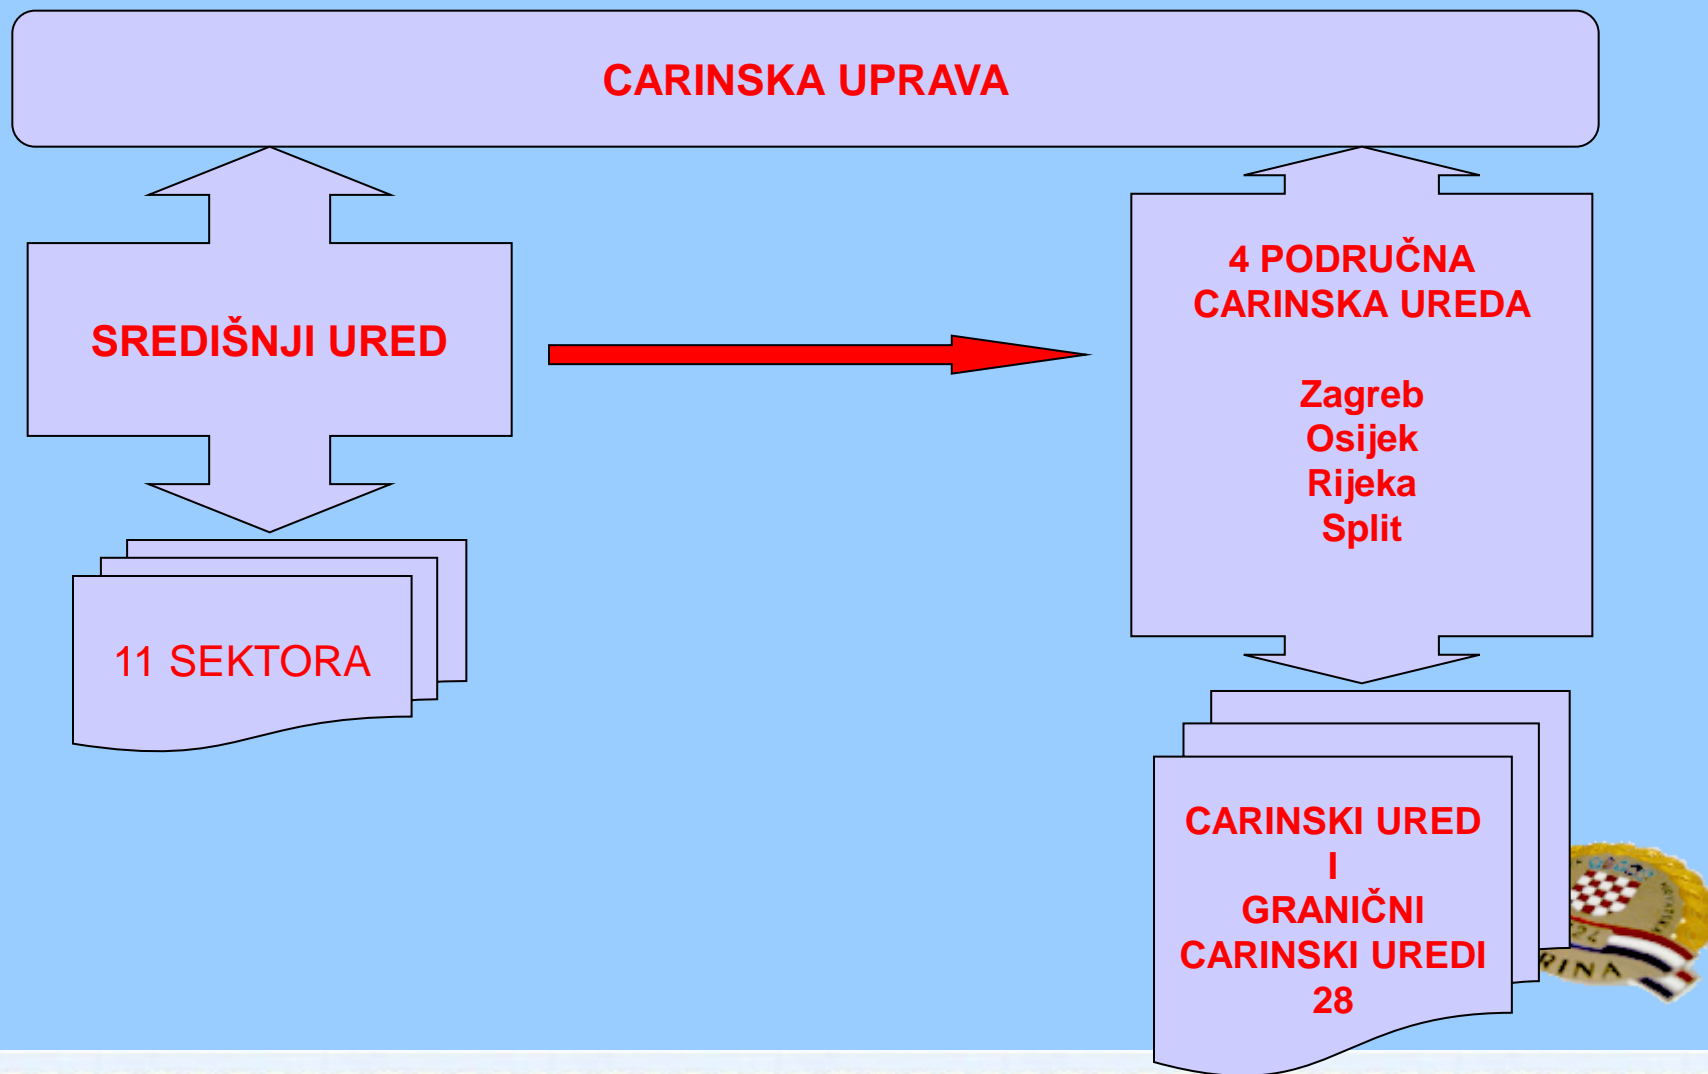 CARINSKA UPRAVA
SREDIŠNJI URED
11 SEKTORA
4 PODRUČNA
CARINSKA UREDA
Zagreb
Osijek
Rijeka
Split
CARINSKI URED
I
GRANIČNI
CARINSKI UREDI
28